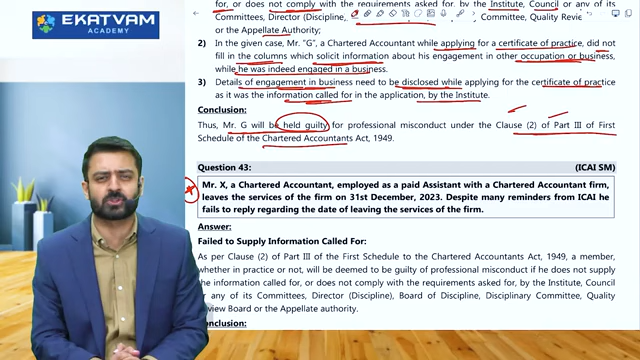 EKATVAM
ACADEMY
for, or does not comply with the requirements asked for, by the Institute, Council or any of its
Committees, Director (Discipline, Committee, Quality Revie
or the Appellate Authority;
2) In the given case, Mr. "G", a Chartered Accountant while applying for a certificate of practice, did not
fill in the columns which solicit information about his engagement in other occupation or business,
while he was indeed engaged in a business.
3) Details of engagement in business need to be disclosed while applying for the certificate of practice
as it was the information called for in the application, by the Institute.
Conclusion:
Thus, Mr. G will be held guilty for professional misconduct under the Clause (2) of Part III of First
Schedule of the Chartered Accountants Act, 1949.
Question 43: (ICAI SM)
Mr. X, a Chartered Accountant, employed as a paid Assistant with a Chartered Accountant firm,
leaves the services of the firm on 31st December, 2023. Despite many reminders from ICAI he
fails to reply regarding the date of leaving the services of the firm.
Answer:
Failed to Supply Information Called For:
As per Clause (2) of Part III of the First Schedule to the Chartered Accountants Act, 1949, a member,
whether in practice or not, will be deemed to be guilty of professional misconduct if he does not supply
the information called for, or does not comply with the requirements asked for, by the Institute, Council
or any of its Committees, Director (Discipline), Board of Discipline, Disciplinary Committee, Quality
Review Board or the Appellate authority.
Conclusion: